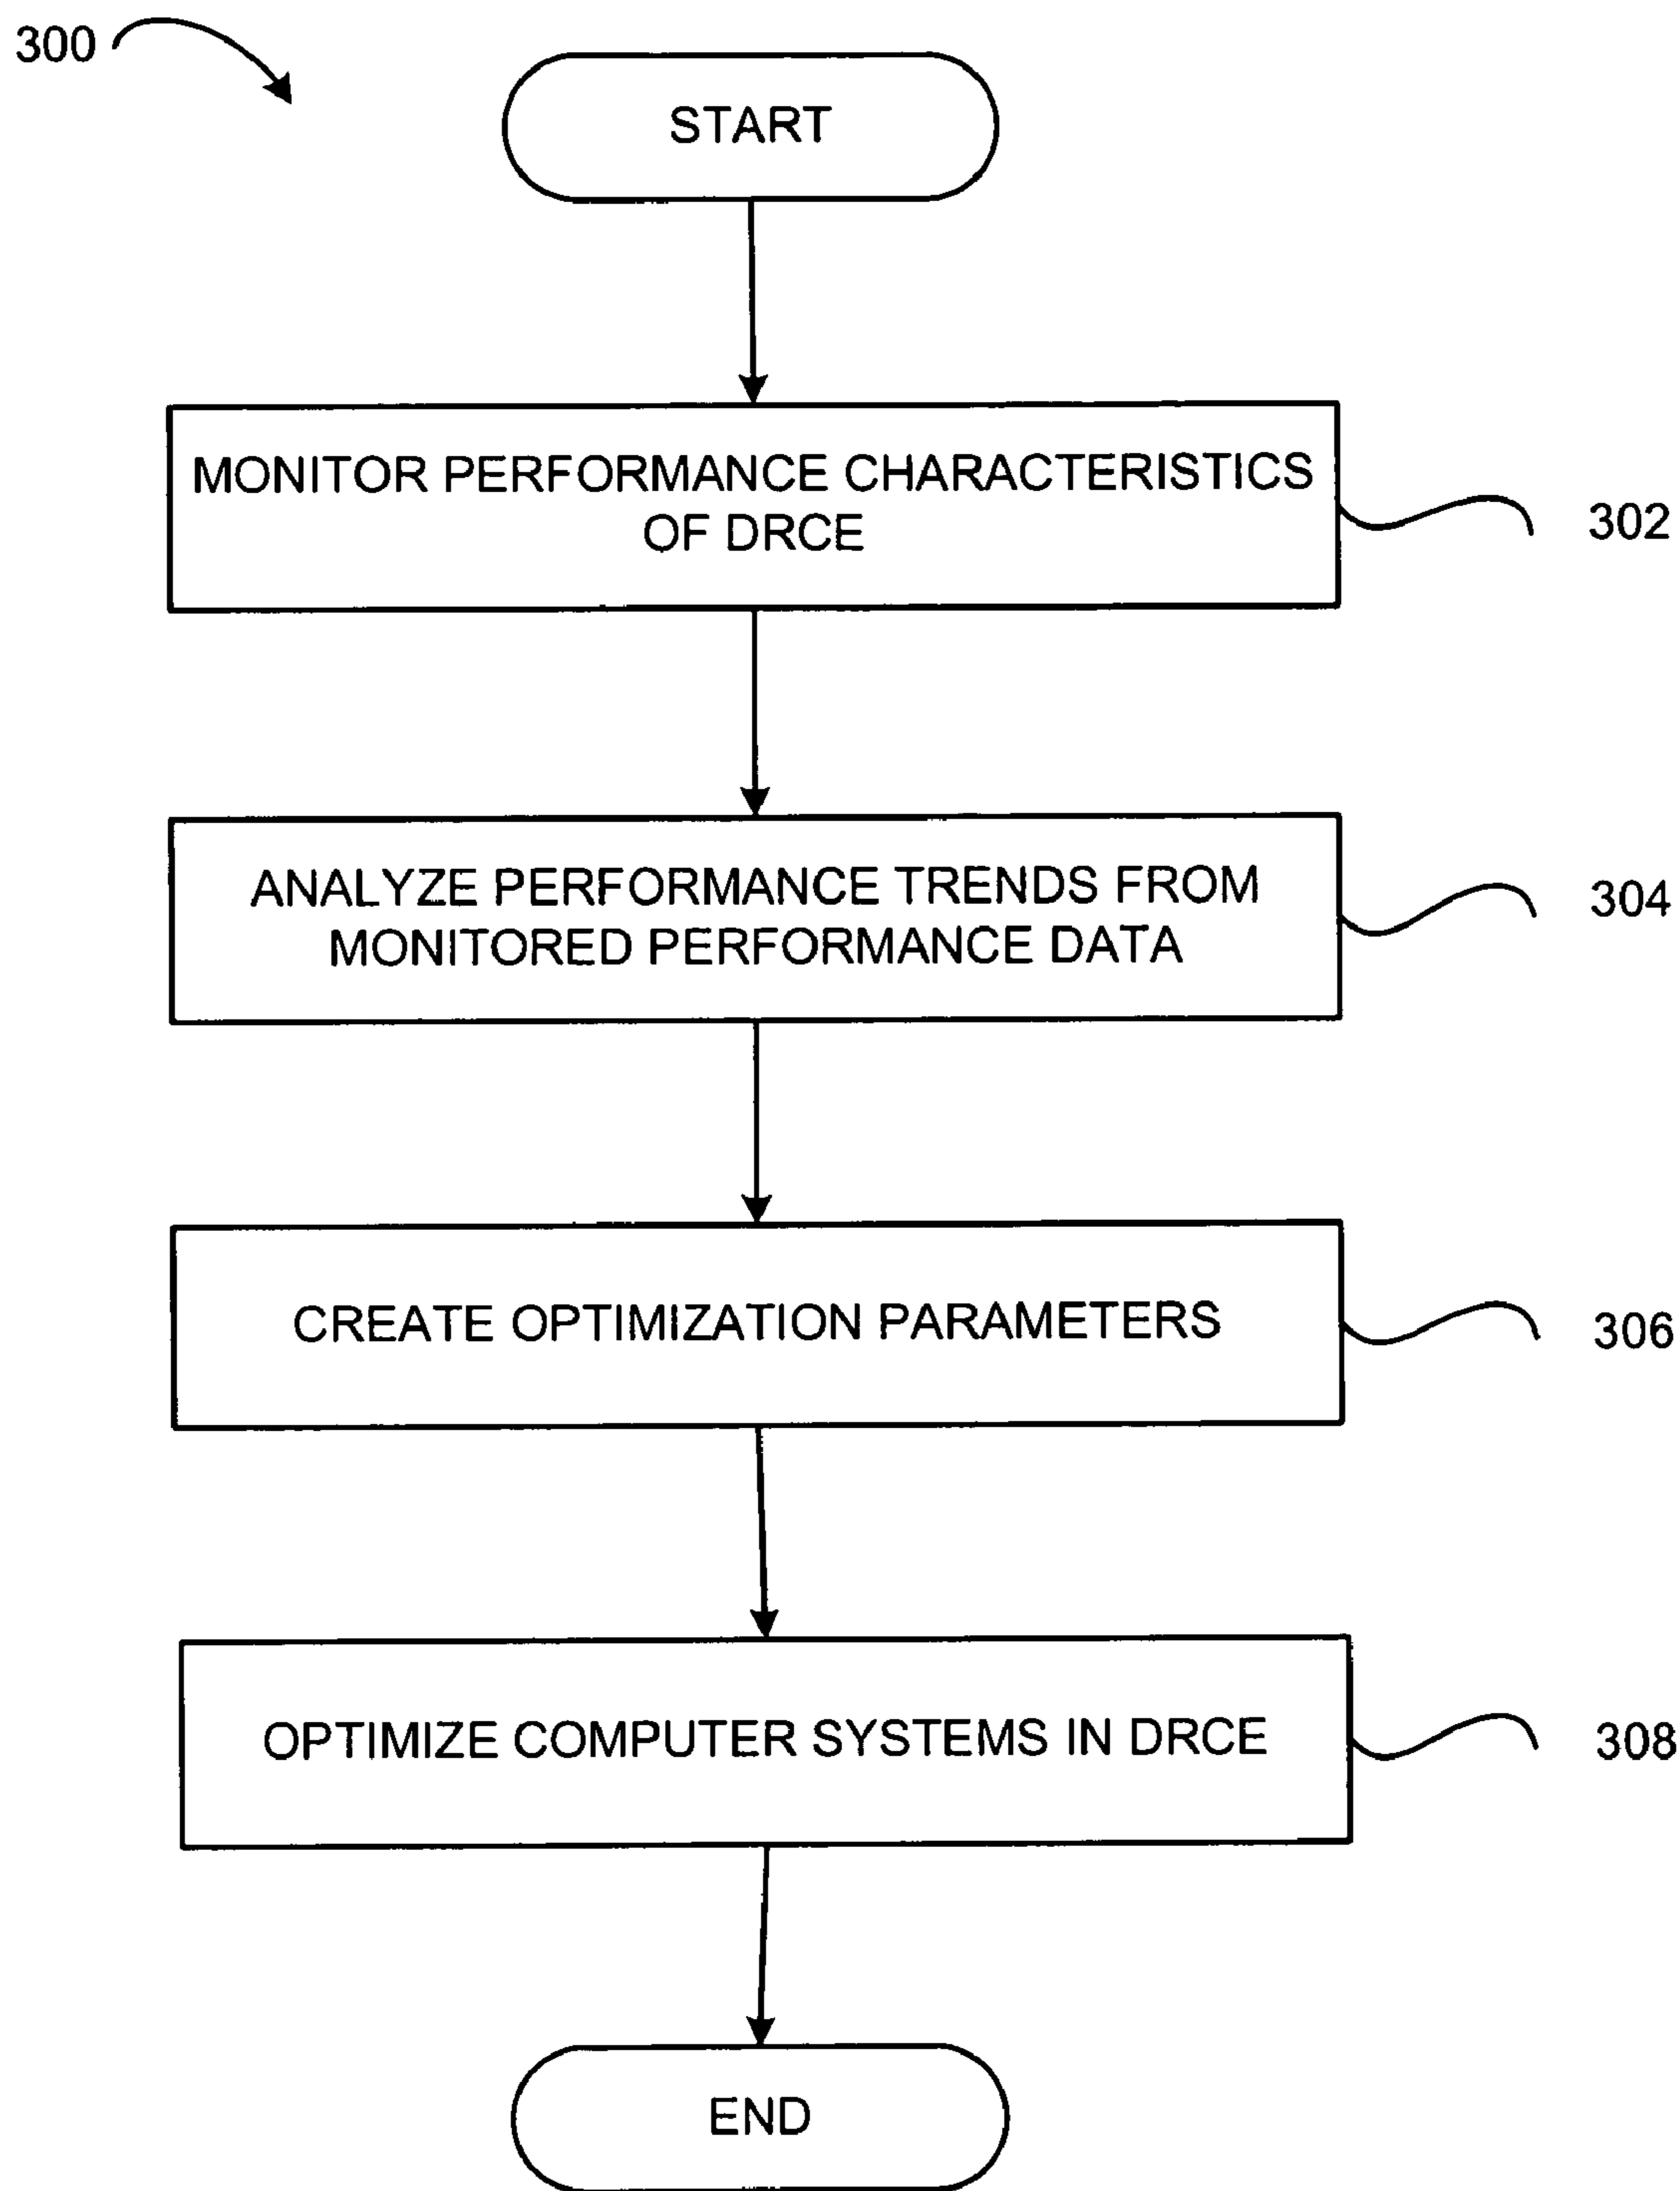 300
START
MONITOR PERFORMANCE CHARACTERISTICS
OF DRCE
302
ANALYZE PERFORMANCE TRENDS FROM
MONITORED PERFORMANCE DATA
304
CREATE OPTIMIZATION PARAMETERS
306
OPTIMIZE COMPUTER SYSTEMS IN DRCE
308
END